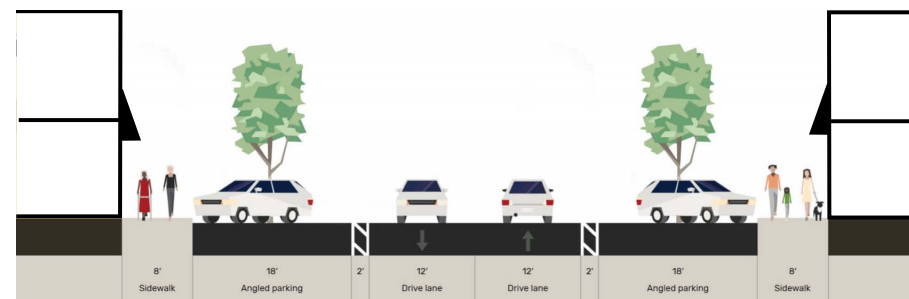 8' 18' 2' 12' 12' 2' 18' 8'
Sidewalk Angled parking Drive lane Drive lane Angled parking Sidewalk